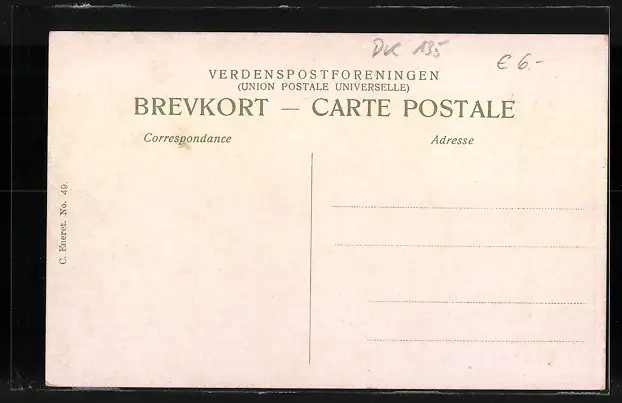 DK 135
€ 6.-
VERDENSPOSTFORENINGEN
(UNION POSTALE UNIVERSELLE)
BREVKORT — CARTE POSTALE
Correspondance
Adresse
C. Eneret. No. 49.